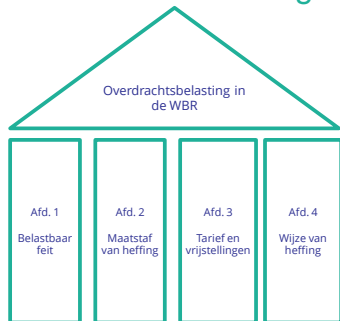 Overdrachtsbelasting in
de WBR
Afd. 1
Belastbaar
feit
Afd. 2
Maatstaf
van heffing
Afd. 3
Tarief en
vrijstellingen
Afd. 4
Wijze van
heffing